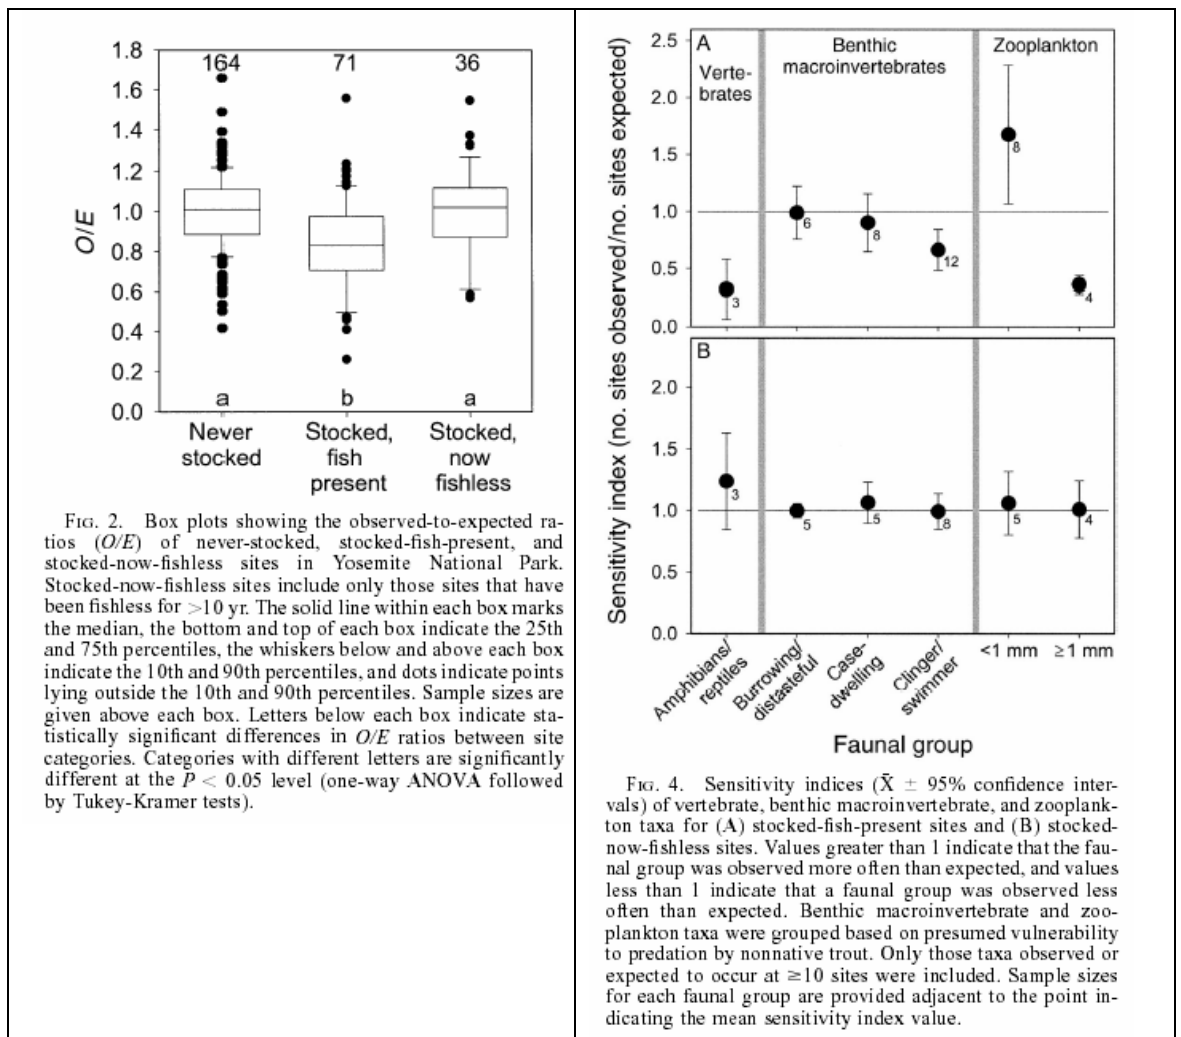 1.8
164
71
36
1.6
1.4
1.2
1.0
0.8
0.6
0.4
0.2
0.0
O/E
a
b
a
Never
stocked
Stocked,
fish
present
Stocked,
now
fishless
FIG. 2. Box plots showing the observed-to-expected ra-
tios (O/E) of never-stocked, stocked-fish-present, and
stocked-now-fishless sites in Yosemite National Park.
Stocked-now-fishless sites include only those sites that have
been fishless for >10 yr. The solid line within each box marks
the median, the bottom and top of each box indicate the 25th
and 75th percentiles, the whiskers below and above each box
indicate the 10th and 90th percentiles, and dots indicate points
lying outside the 10th and 90th percentiles. Sample sizes are
given above each box. Letters below each box indicate sta-
tistically significant differences in O/E ratios between site
categories. Categories with different letters are significantly
different at the P < 0.05 level (one-way ANOVA followed
by Tukey-Kramer tests).
Sensitivity index (no. sites observed/no. sites expected)
2.5
2.0
1.5
1.0
0.5
0.0
A
Verte-
brates
Benthic
macroinvertebrates
Zooplankton
3
6
8
12
8
4
B
2.0
1.5
1.0
0.5
0.0
3
5
5
8
5
4
Amphibians/
reptiles
Burrowing/
distasteful
Case-
dwelling
Clinger/
swimmer
<1 mm
≥1 mm
Faunal group
FIG. 4. Sensitivity indices (X̄ ± 95% confidence inter-
vals) of vertebrate, benthic macroinvertebrate, and zooplank-
ton taxa for (A) stocked-fish-present sites and (B) stocked-
now-fishless sites. Values greater than 1 indicate that the fau-
nal group was observed more often than expected, and values
less than 1 indicate that a faunal group was observed less
often than expected. Benthic macroinvertebrate and zoo-
plankton taxa were grouped based on presumed vulnerability
to predation by nonnative trout. Only those taxa observed or
expected to occur at ≥10 sites were included. Sample sizes
for each faunal group are provided adjacent to the point in-
dicating the mean sensitivity index value.